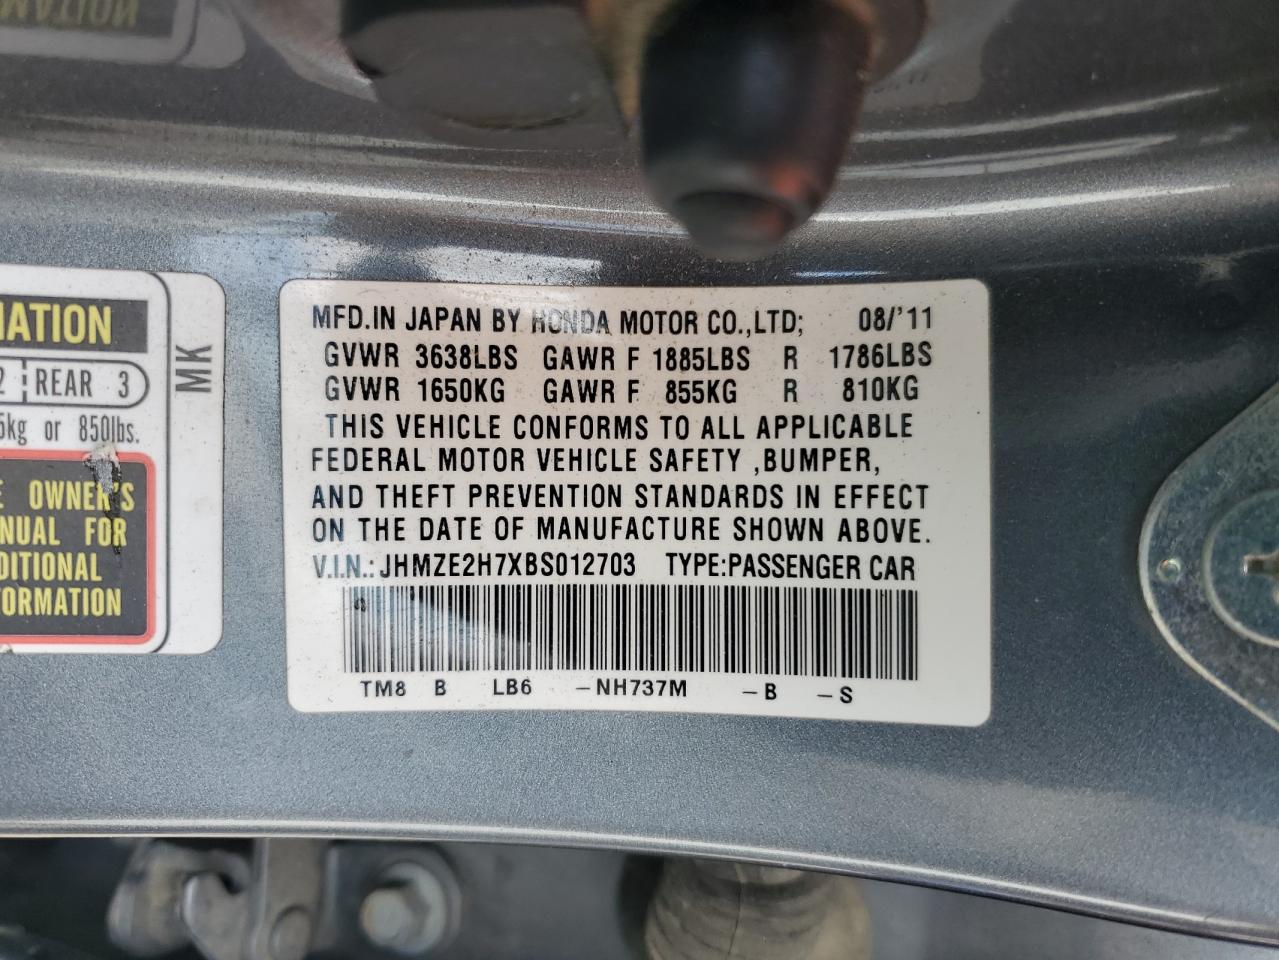 MATION
2 REAR 3
5kg or 850lbs.
E OWNER'S
ANUAL FOR
DITIONAL
FORMATION
MK
MFD.IN JAPAN BY HONDA MOTOR CO.,LTD; 08/'11
GVWR 3638LBS GAWR F 1885LBS R 1786LBS
GVWR 1650KG GAWR F 855KG R 810KG
THIS VEHICLE CONFORMS TO ALL APPLICABLE
FEDERAL MOTOR VEHICLE SAFETY ,BUMPER,
AND THEFT PREVENTION STANDARDS IN EFFECT
ON THE DATE OF MANUFACTURE SHOWN ABOVE.
V.I.N.: JHMZE2H7XBS012703 TYPE:PASSENGER CAR
TM8 B LB6 -NH737M -B -S